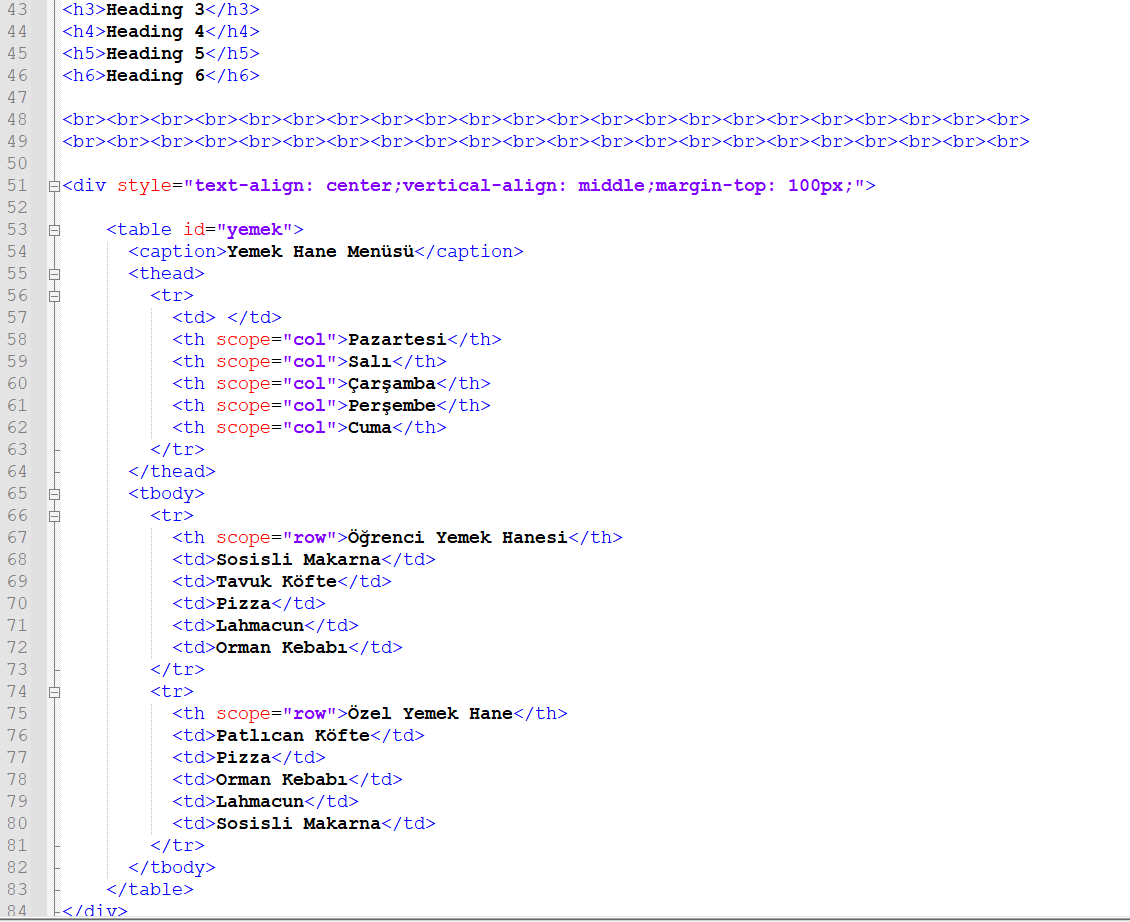 43 <h3>Heading 3</h3>
44 <h4>Heading 4</h4>
45 <h5>Heading 5</h5>
46 <h6>Heading 6</h6>
47
48 <br><br><br><br><br><br><br><br><br><br><br><br><br><br><br><br><br><br><br><br><br><br>
49 <br><br><br><br><br><br><br><br><br><br><br><br><br><br><br><br><br><br><br><br><br><br>
50
51 <div style="text-align: center;vertical-align: middle;margin-top: 100px;">
52
53     <table id="yemek">
54       <caption>Yemek Hane Menüsü</caption>
55       <thead>
56         <tr>
57           <td> </td>
58           <th scope="col">Pazartesi</th>
59           <th scope="col">Salı</th>
60           <th scope="col">Çarşamba</th>
61           <th scope="col">Perşembe</th>
62           <th scope="col">Cuma</th>
63         </tr>
64       </thead>
65       <tbody>
66         <tr>
67           <th scope="row">Öğrenci Yemek Hanesi</th>
68           <td>Sosisli Makarna</td>
69           <td>Tavuk Köfte</td>
70           <td>Pizza</td>
71           <td>Lahmacun</td>
72           <td>Orman Kebabı</td>
73         </tr>
74         <tr>
75           <th scope="row">Özel Yemek Hane</th>
76           <td>Patlıcan Köfte</td>
77           <td>Pizza</td>
78           <td>Orman Kebabı</td>
79           <td>Lahmacun</td>
80           <td>Sosisli Makarna</td>
81         </tr>
82       </tbody>
83     </table>
84 </div>